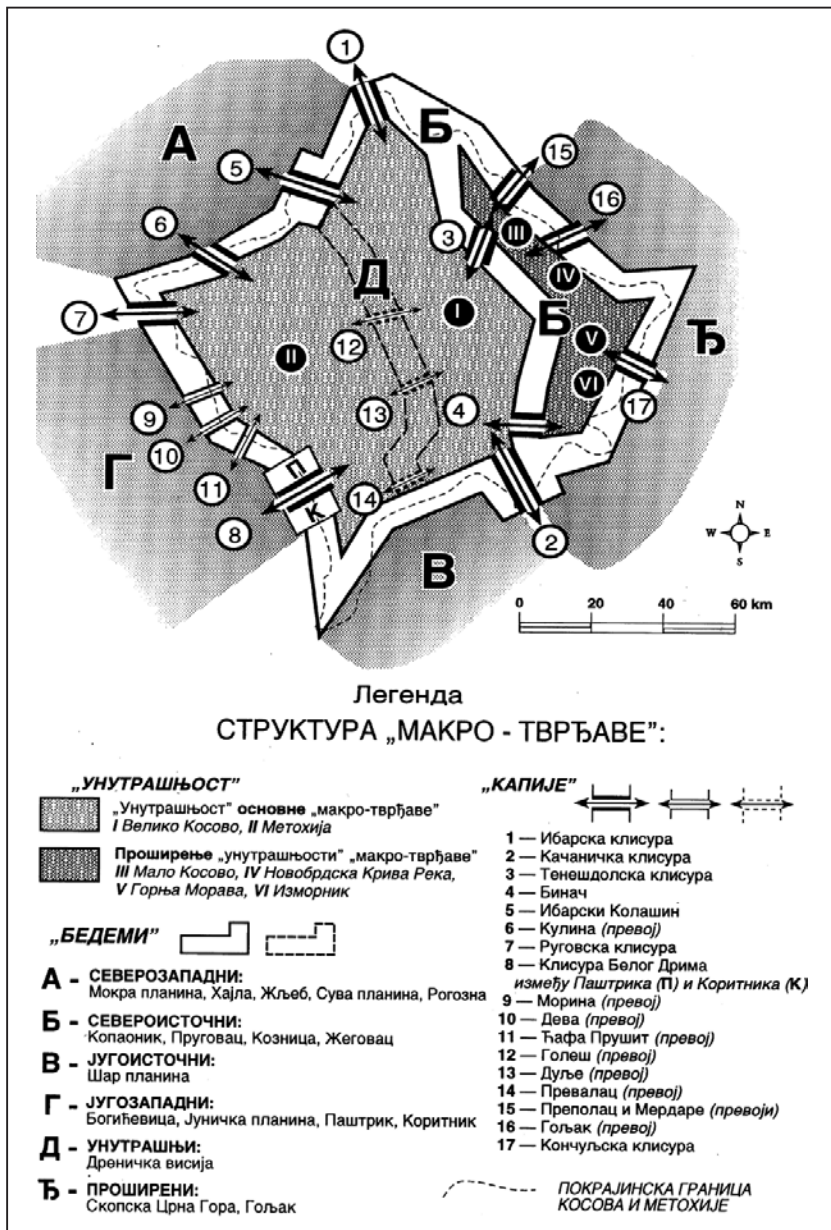 1
А
Б
5
15
16
6
3
III
IV
7
Д
I
Б
V
Ђ
12
II
VI
9
13
4
17
10
Г
11
П
14
8
К
2
В
N
W
E
S
0 20 40 60 km
Легенда
СТРУКТУРА „МАКРО - ТВРЂАВЕ”:
„УНУТРАШЊОСТ”
„Унутрашњост” основне „макро-тврђаве”
I Велико Косово, II Метохија
Проширење „унутрашњости” „макро-тврђаве”
III Мало Косово, IV Новобрдска Крива Река,
V Горња Морава, VI Изморник
„БЕДЕМИ”
А - СЕВЕРОЗАПАДНИ:
Мокра планина, Хајла, Жљеб, Сува планина, Рогозна
Б - СЕВЕРОИСТОЧНИ:
Копаоник, Пруговац, Козница, Жеговац
В - ЈУГОИСТОЧНИ:
Шар планина
Г - ЈУГОЗАПАДНИ:
Богићевица, Јуничка планина, Паштрик, Коритник
Д - УНУТРАШЊИ:
Дреничка висија
Ђ - ПРОШИРЕНИ:
Скопска Црна Гора, Гољак
„КАПИЈЕ”
1 — Ибарска клисура
2 — Качаничка клисура
3 — Тенешдолска клисура
4 — Бинач
5 — Ибарски Колашин
6 — Кулина (превој)
7 — Руговска клисура
8 — Клисура Белог Дрима
између Паштрика (П) и Коритника (К)
9 — Морина (превој)
10 — Дева (превој)
11 — Ћафа Прушит (превој)
12 — Голеш (превој)
13 — Дуље (превој)
14 — Превалац (превој)
15 — Преполац и Мердаре (превоји)
16 — Гољак (превој)
17 — Кончуљска клисура
ПОКРАЈИНСКА ГРАНИЦА
КОСОВА И МЕТОХИЈЕ